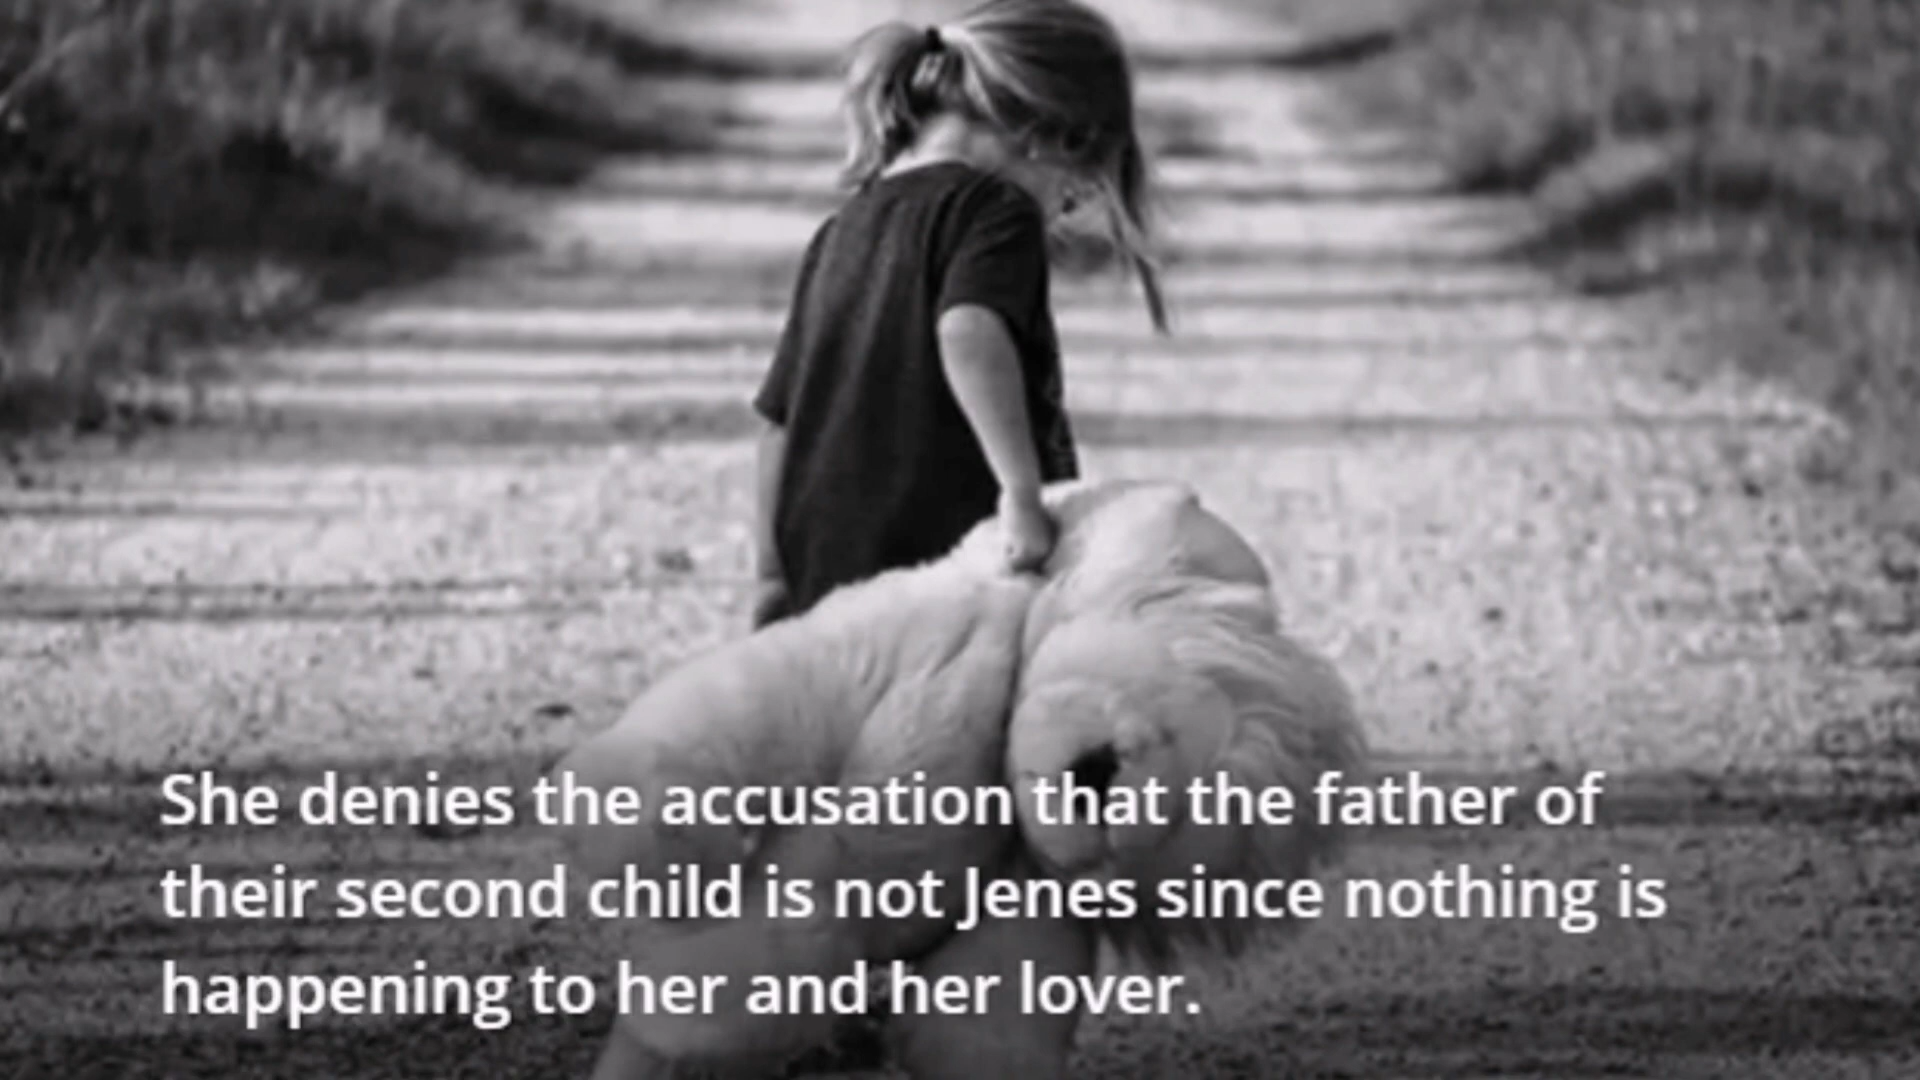 She denies the accusation that the father of
their second child is not Jenes since nothing is
happening to her and her lover.